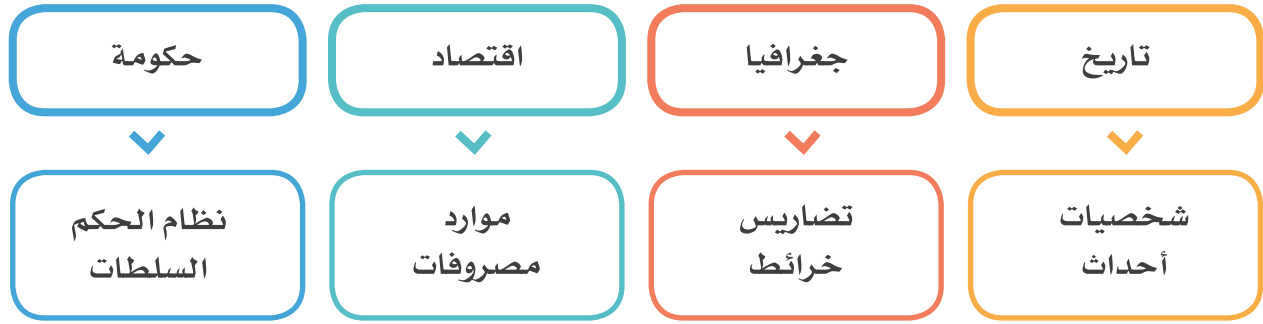 تاريخ
جغرافيا
اقتصاد
حكومة
شخصيات
أحداث
تضاريس
خرائط
موارد
مصروفات
نظام الحكم
السلطات